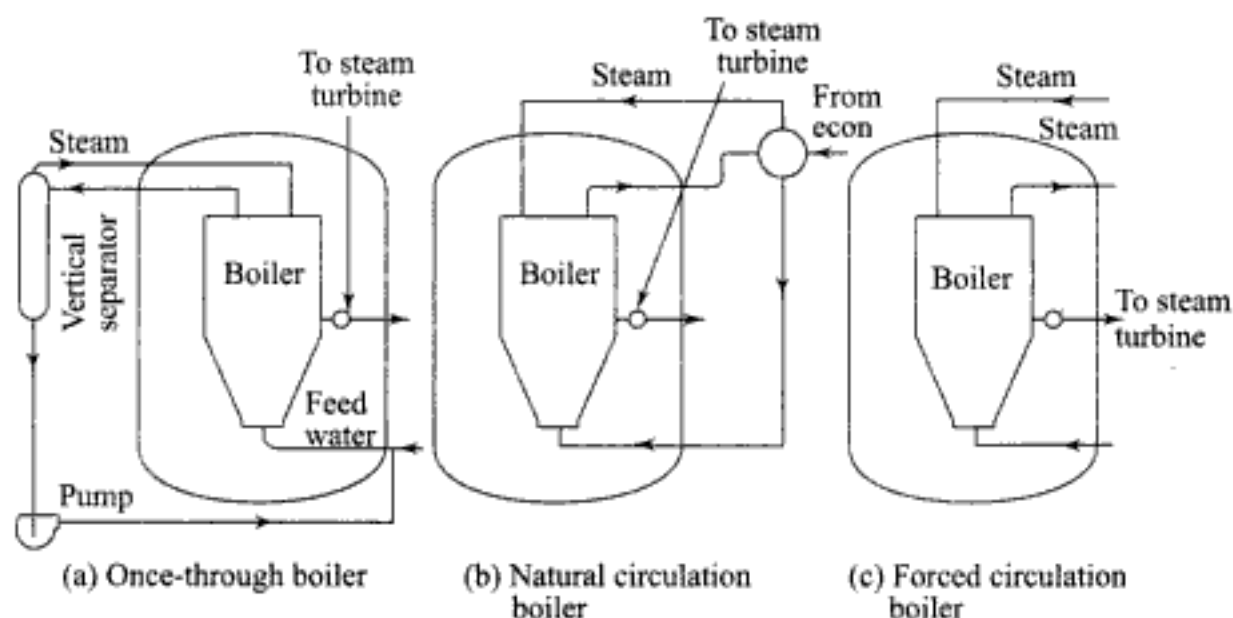 To steam
turbine
Steam
Vertical
separator
Boiler
Feed
water
Pump
(a) Once-through boiler
To steam
turbine
Steam
From
econ
Boiler
(b) Natural circulation
boiler
Steam
Steam
Boiler
To steam
turbine
(c) Forced circulation
boiler